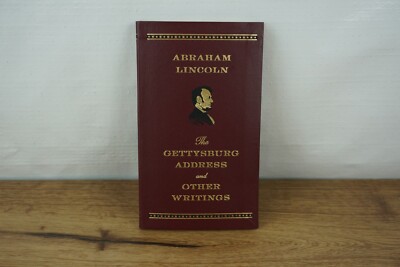 ABRAHAM
LINCOLN
The
GETTYSBURG
ADDRESS
and
OTHER
WRITINGS